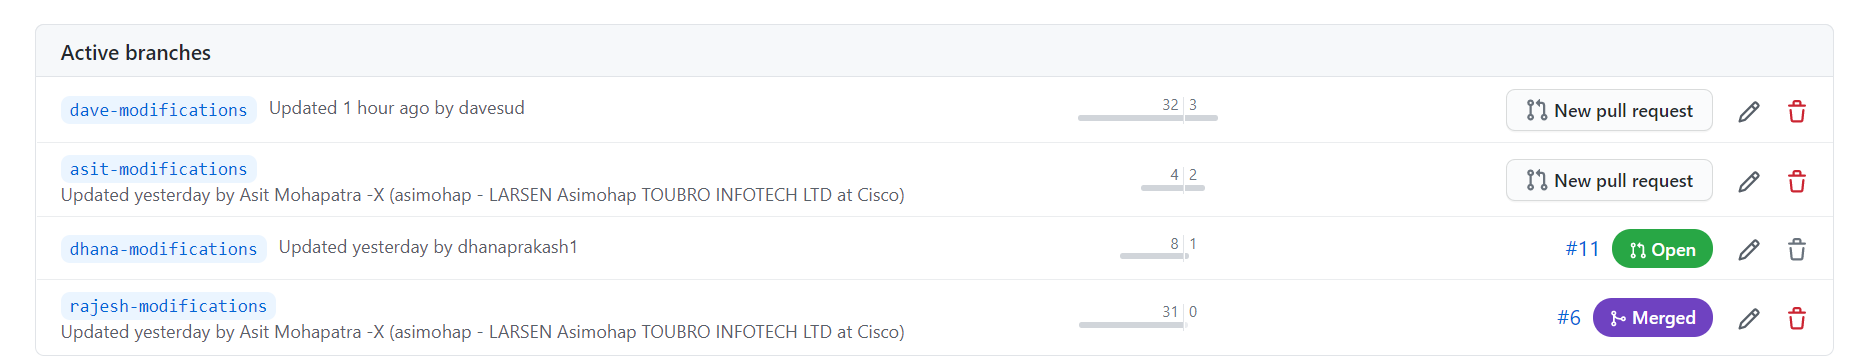 Active branches
dave-modifications Updated 1 hour ago by davesud 32 3 New pull request
asit-modifications
Updated yesterday by Asit Mohapatra -X (asimohap - LARSEN Asimohap TOUBRO INFOTECH LTD at Cisco) 4 2 New pull request
dhana-modifications Updated yesterday by dhanaprakash1 8 1 #11 Open
rajesh-modifications
Updated yesterday by Asit Mohapatra -X (asimohap - LARSEN Asimohap TOUBRO INFOTECH LTD at Cisco) 31 0 #6 Merged